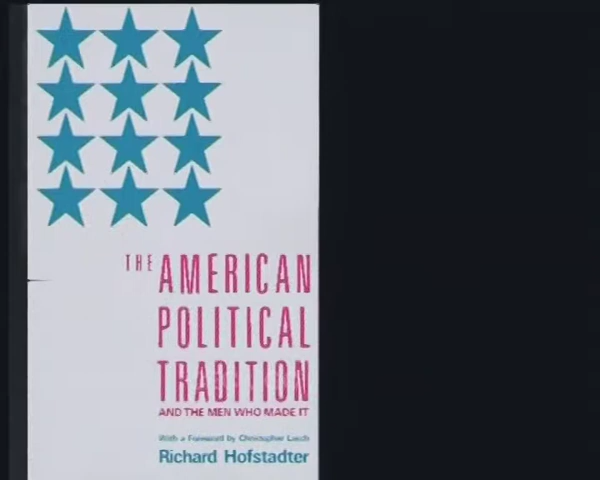 THE AMERICAN
POLITICAL
TRADITION
AND THE MEN WHO MADE IT
With a Foreword by Christopher Lasch
Richard Hofstadter